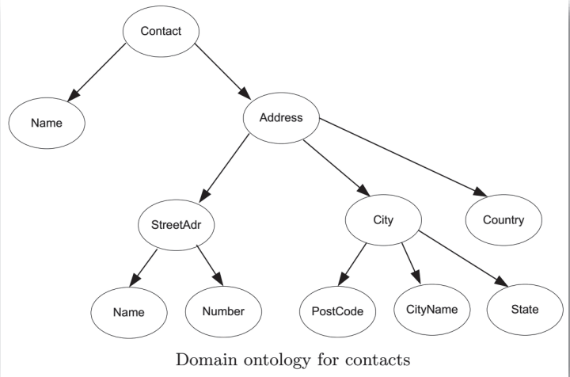 Contact
Name
Address
StreetAdr
City
Country
Name
Number
PostCode
CityName
State
Domain ontology for contacts